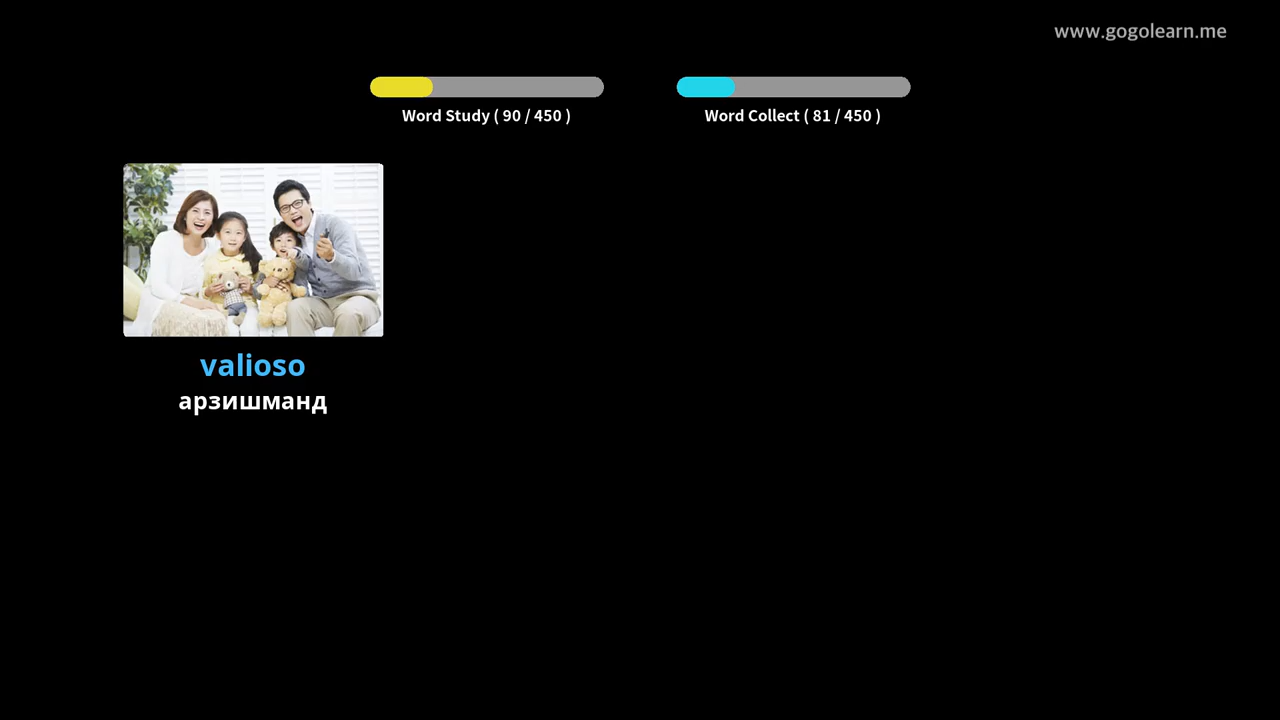 www.gogolearn.me
Word Study ( 90 / 450 )
Word Collect ( 81 / 450 )
valioso
арзишманд